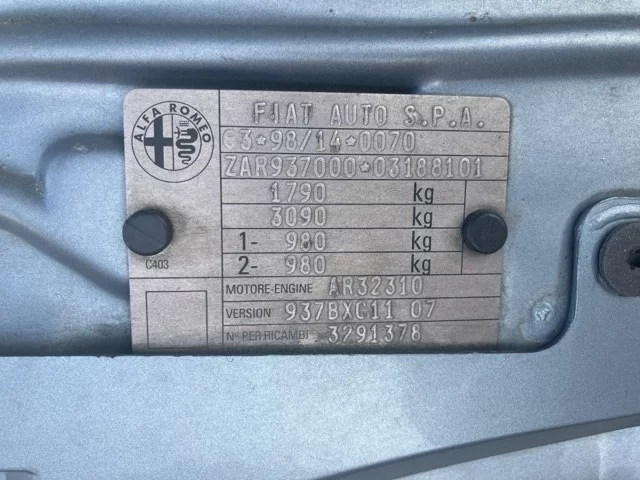 ALFA ROMEO
FIAT AUTO S.P.A.
e3*98/14*0070
ZAR937000*03188101
1790 kg
3090 kg
1- 980 kg
2- 980 kg
C403
MOTORE-ENGINE AR32310
VERSION 937BXC11 07
N° PER RICAMBI 3291378